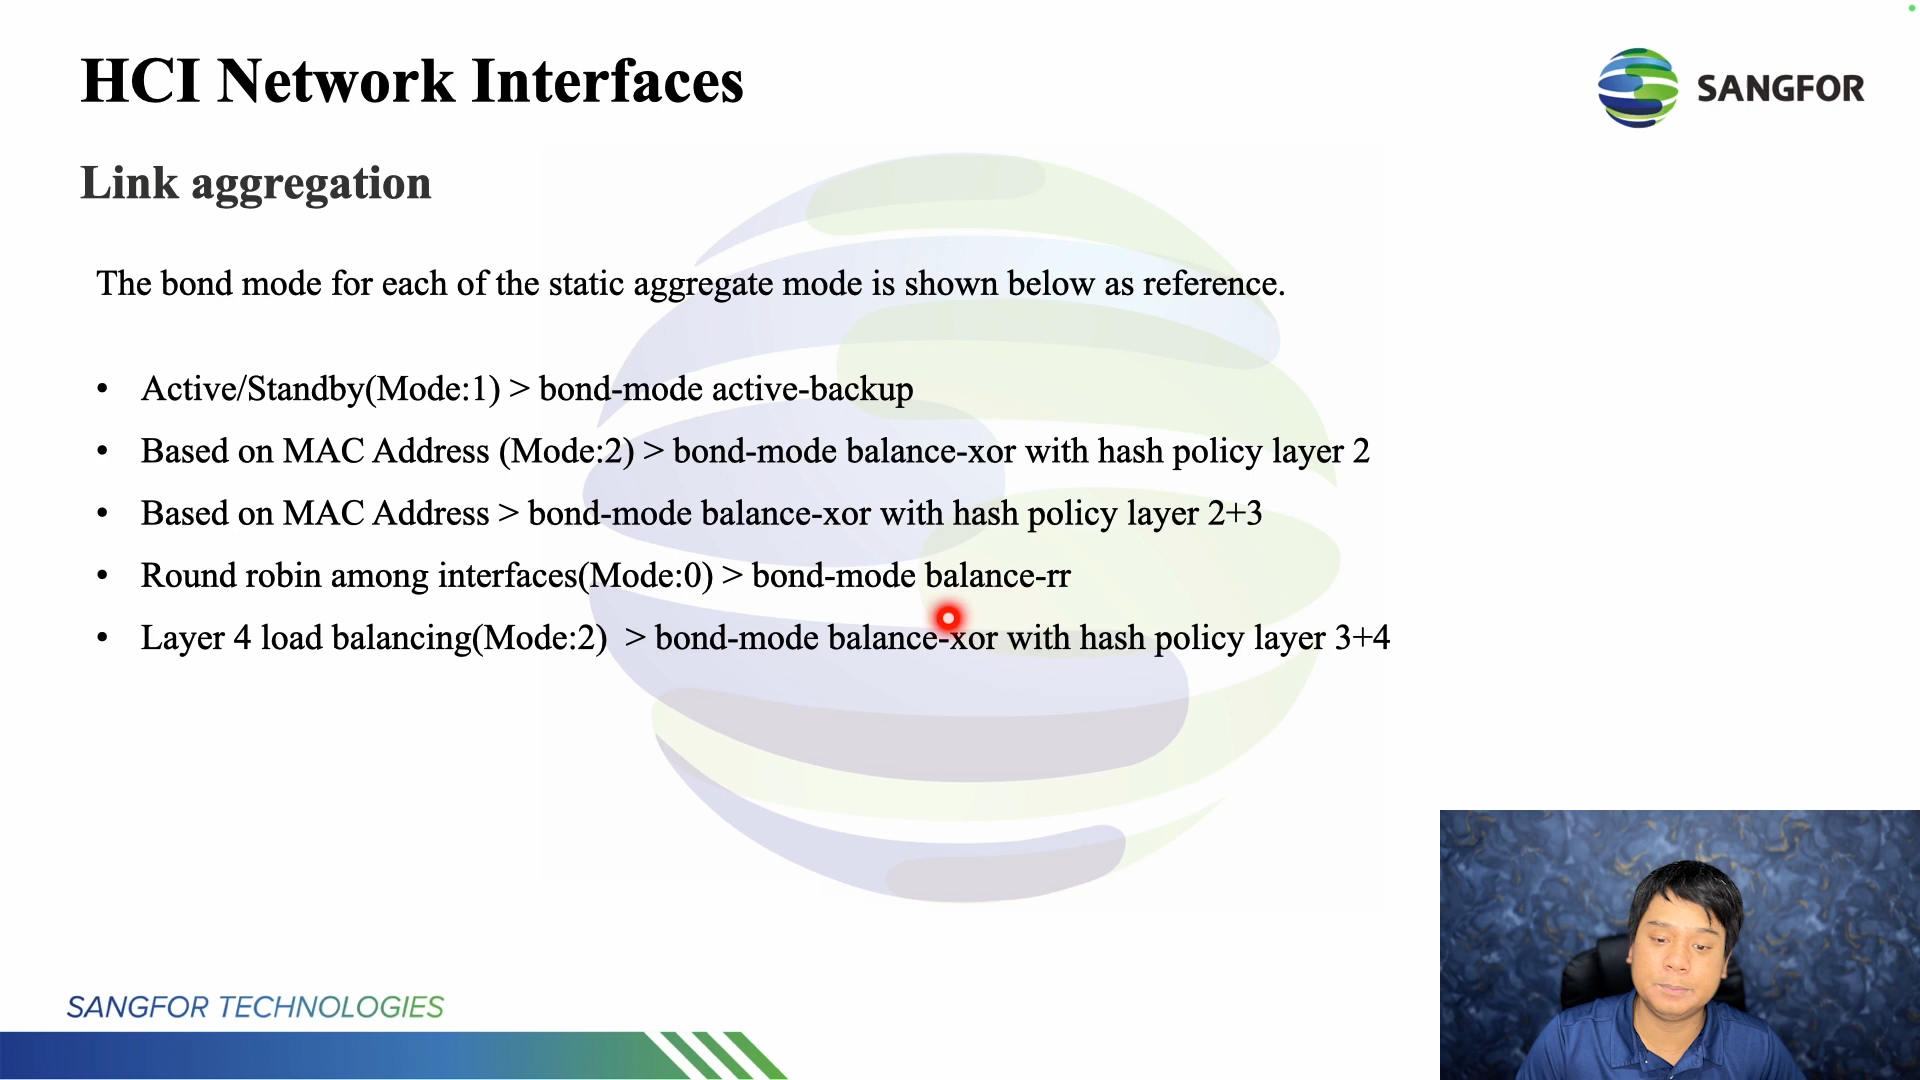 HCI Network Interfaces
SANGFOR
Link aggregation
The bond mode for each of the static aggregate mode is shown below as reference.
• Active/Standby(Mode:1) > bond-mode active-backup
• Based on MAC Address (Mode:2) > bond-mode balance-xor with hash policy layer 2
• Based on MAC Address > bond-mode balance-xor with hash policy layer 2+3
• Round robin among interfaces(Mode:0) > bond-mode balance-rr
• Layer 4 load balancing(Mode:2) > bond-mode balance-xor with hash policy layer 3+4
SANGFOR TECHNOLOGIES